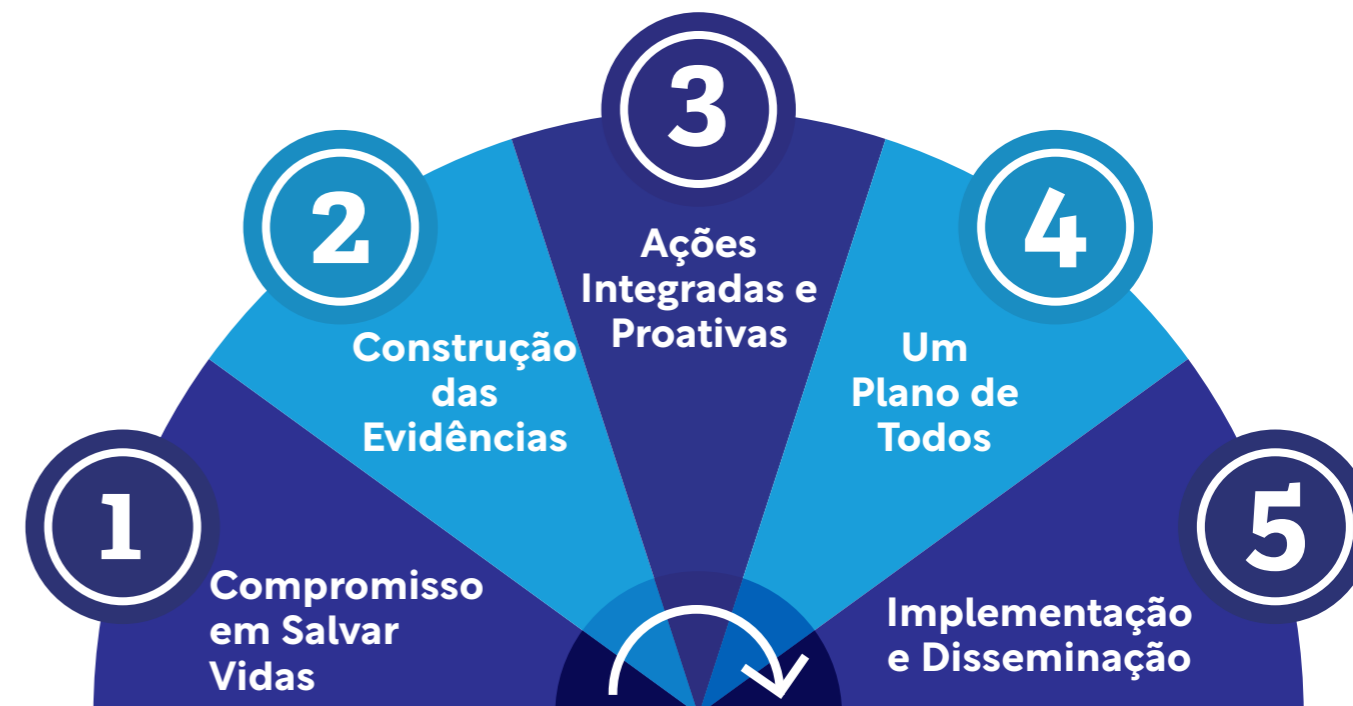 1
Compromisso
em Salvar
Vidas
2
Construção
das
Evidências
3
Ações
Integradas e
Proativas
4
Um
Plano de
Todos
5
Implementação
e Disseminação